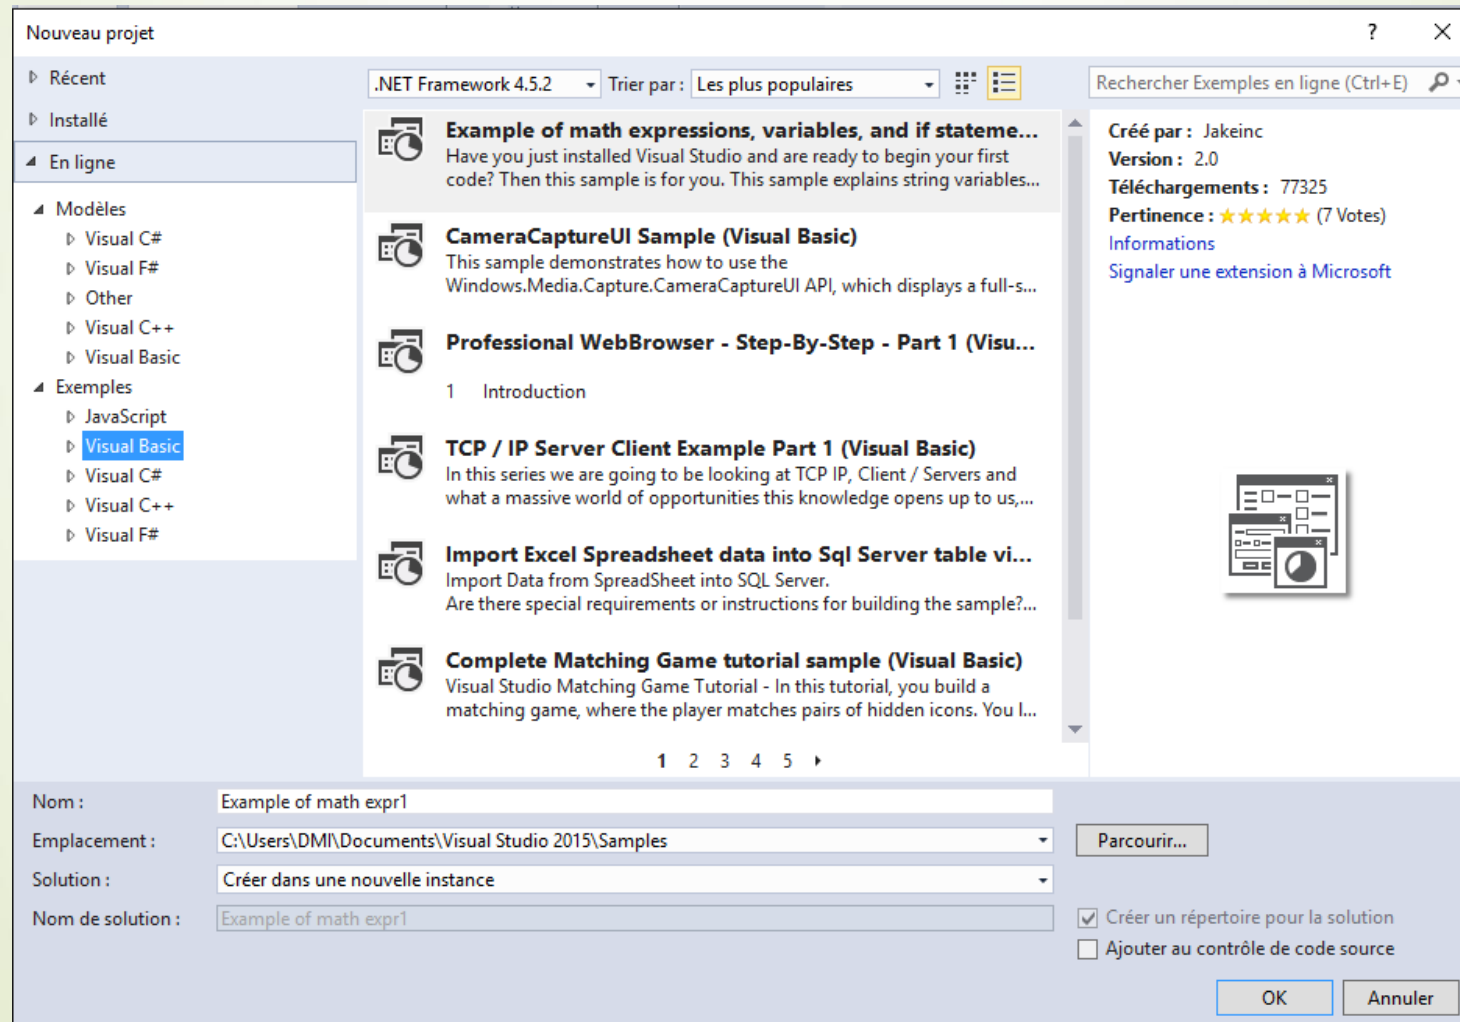 Nouveau projet
?
Récent
Installé
En ligne
Modèles
Visual C#
Visual F#
Other
Visual C++
Visual Basic
Exemples
JavaScript
Visual Basic
Visual C#
Visual C++
Visual F#
.NET Framework 4.5.2 Trier par : Les plus populaires
Example of math expressions, variables, and if stateme...
Have you just installed Visual Studio and are ready to begin your first
code? Then this sample is for you. This sample explains string variables...
CameraCaptureUI Sample (Visual Basic)
This sample demonstrates how to use the
Windows.Media.Capture.CameraCaptureUI API, which displays a full-s...
Professional WebBrowser - Step-By-Step - Part 1 (Visu...
1 Introduction
TCP / IP Server Client Example Part 1 (Visual Basic)
In this series we are going to be looking at TCP IP, Client / Servers and
what a massive world of opportunities this knowledge opens up to us,...
Import Excel Spreadsheet data into Sql Server table vi...
Import Data from SpreadSheet into SQL Server.
Are there special requirements or instructions for building the sample?...
Complete Matching Game tutorial sample (Visual Basic)
Visual Studio Matching Game Tutorial - In this tutorial, you build a
matching game, where the player matches pairs of hidden icons. You l...
1 2 3 4 5
Rechercher Exemples en ligne (Ctrl+E)
Créé par : Jakeinc
Version : 2.0
Téléchargements : 77325
Pertinence : ★★★★★ (7 Votes)
Informations
Signaler une extension à Microsoft
Nom : Example of math expr1
Emplacement : C:\Users\DMI\Documents\Visual Studio 2015\Samples Parcourir...
Solution : Créer dans une nouvelle instance
Nom de solution : Example of math expr1 Créer un répertoire pour la solution
Ajouter au contrôle de code source
OK Annuler